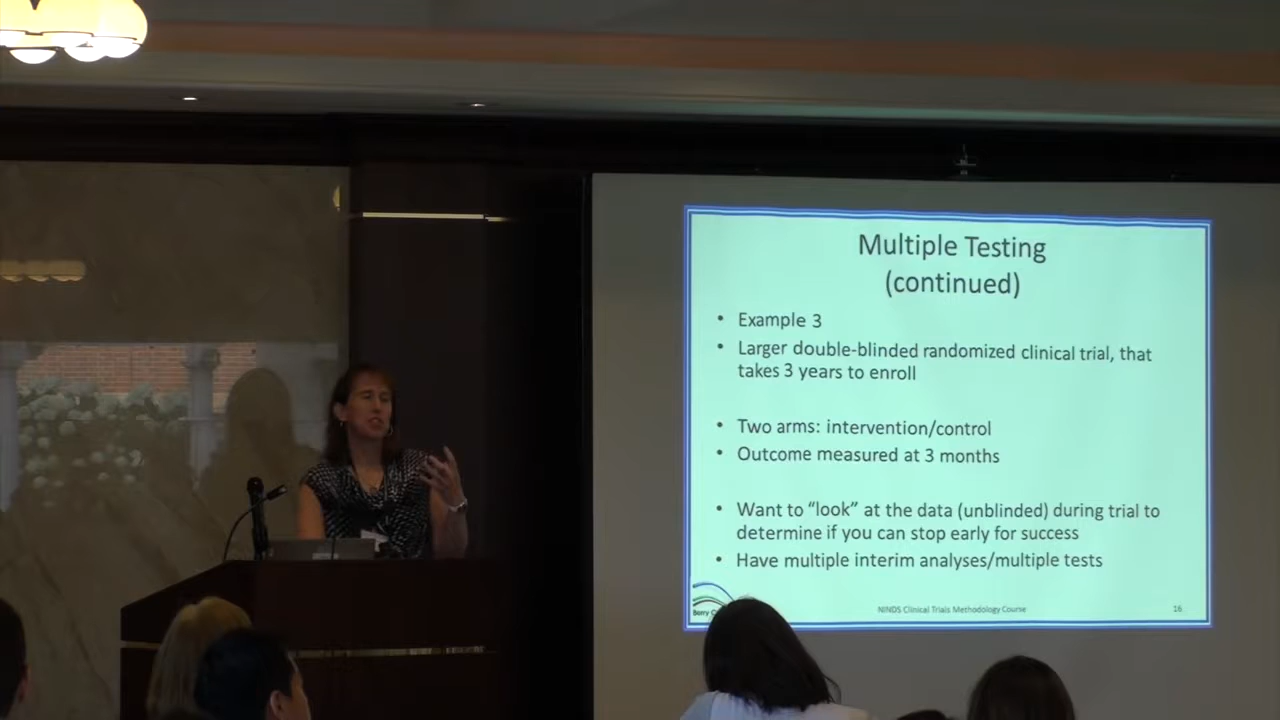 Multiple Testing
(continued)
• Example 3
• Larger double-blinded randomized clinical trial, that
takes 3 years to enroll
• Two arms: intervention/control
• Outcome measured at 3 months
• Want to “look” at the data (unblinded) during trial to
determine if you can stop early for success
• Have multiple interim analyses/multiple tests
Berry
NINDS Clinical Trials Methodology Course
16